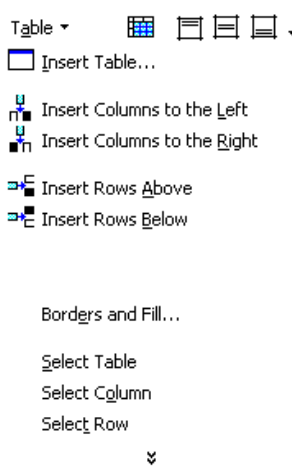 Table
Insert Table...
Insert Columns to the Left
Insert Columns to the Right
Insert Rows Above
Insert Rows Below
Borders and Fill...
Select Table
Select Column
Select Row